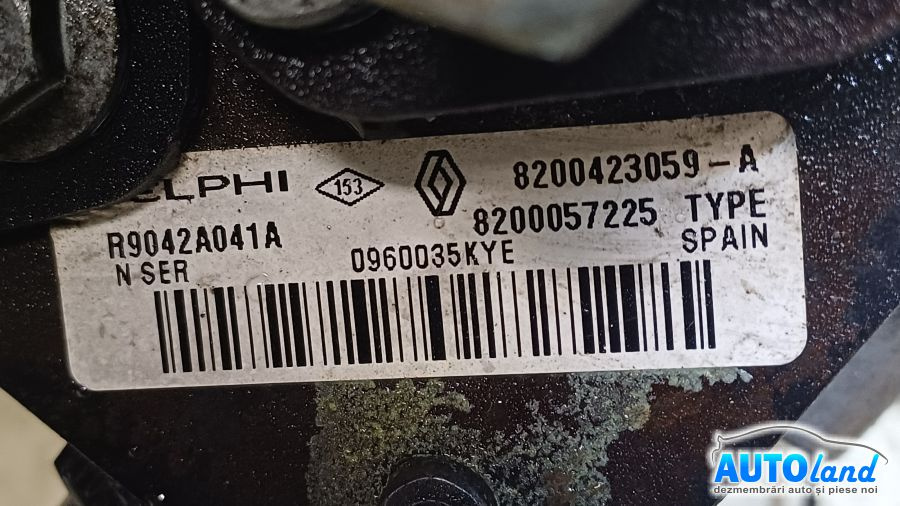 ELPHI 153 8200423059-A
R9042A041A 8200057225 TYPE
N SER 0960035KYE SPAIN
AUTOland
dezmembrări auto și piese noi